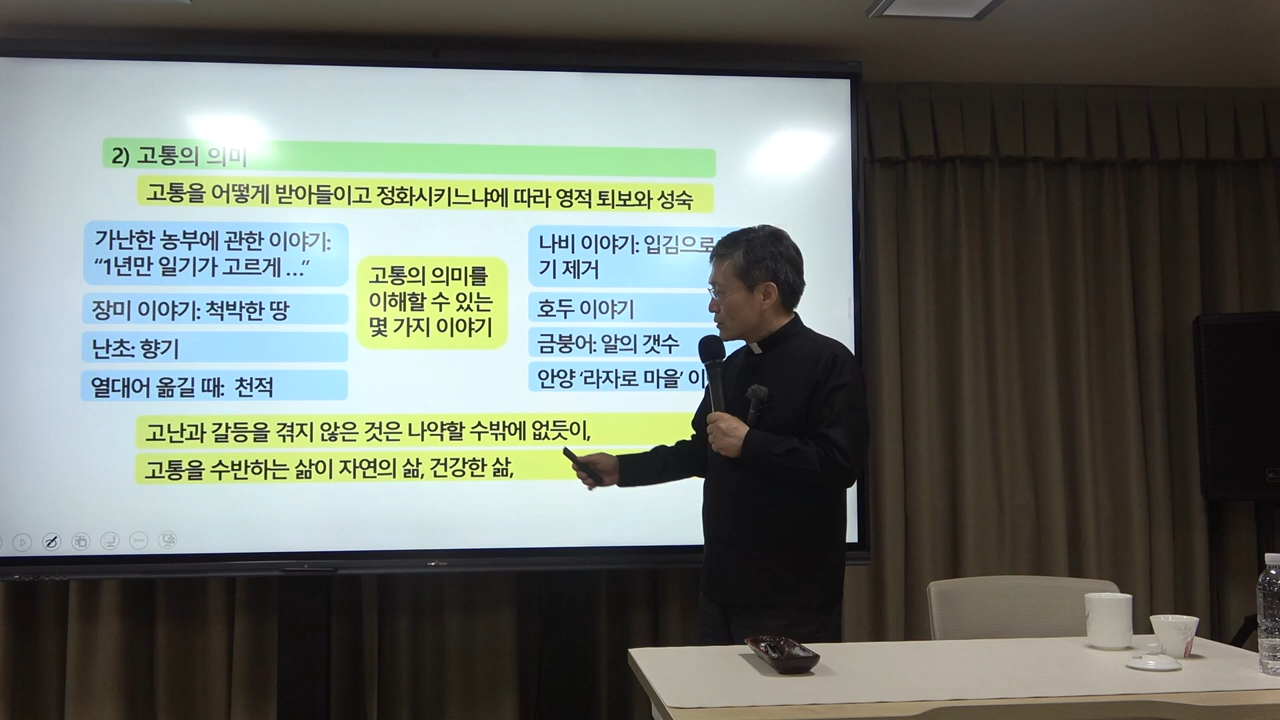 2) 고통의 의미
고통을 어떻게 받아들이고 정화시키느냐에 따라 영적 퇴보와 성숙
가난한 농부에 관한 이야기:
“1년만 일기가 고르게 …”
장미 이야기: 척박한 땅
난초: 향기
열대어 옮길 때: 천적
고통의 의미를
이해할 수 있는
몇 가지 이야기
나비 이야기: 입김으로
기 제거
호두 이야기
금붕어: 알의 갯수
안양 ‘라자로 마을’ 이
고난과 갈등을 겪지 않은 것은 나약할 수밖에 없듯이,
고통을 수반하는 삶이 자연의 삶, 건강한 삶,